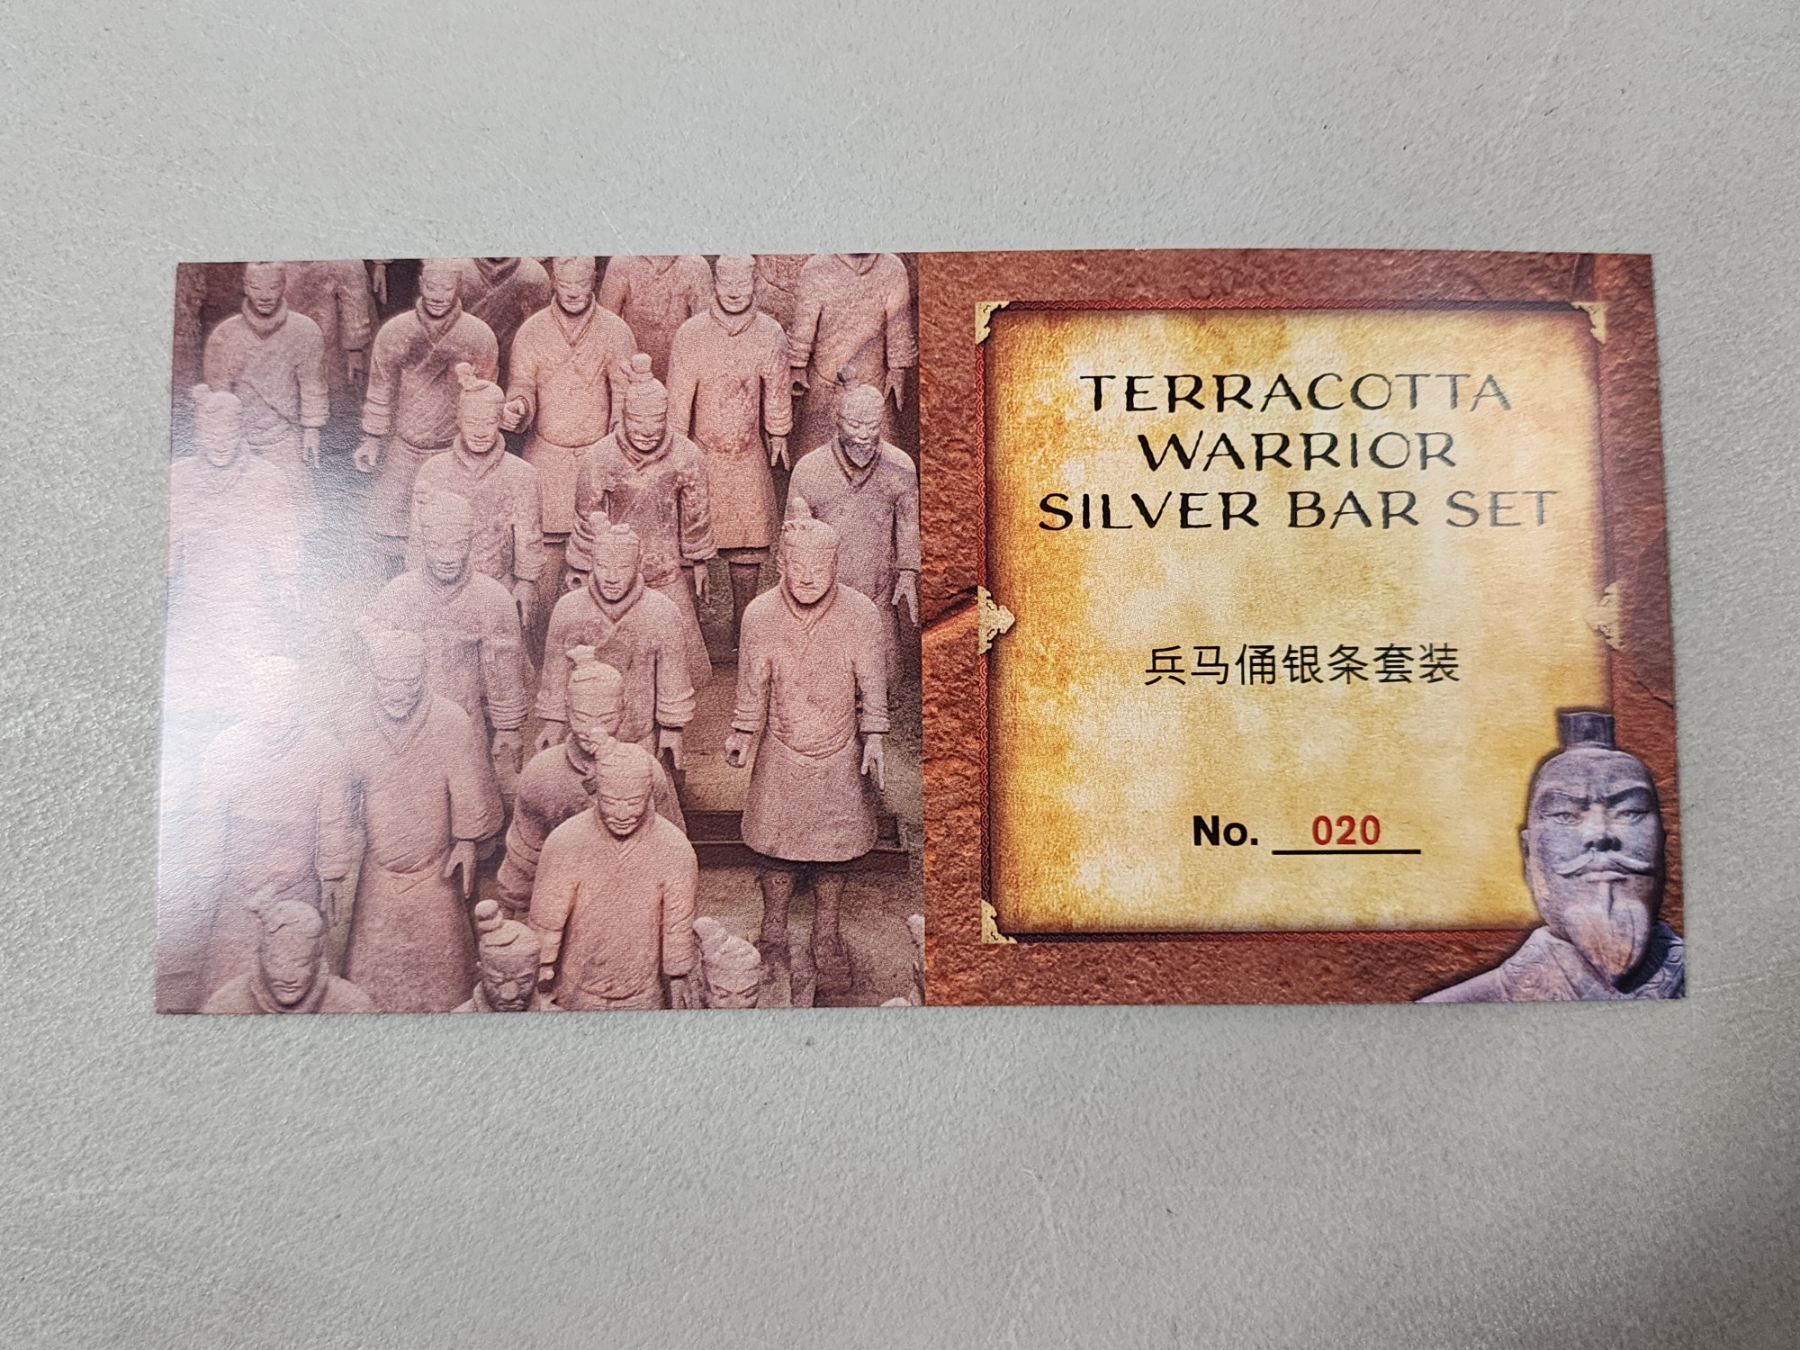 TERRACOTTA
WARRIOR
SILVER BAR SET
兵马俑银条套装
No. 020